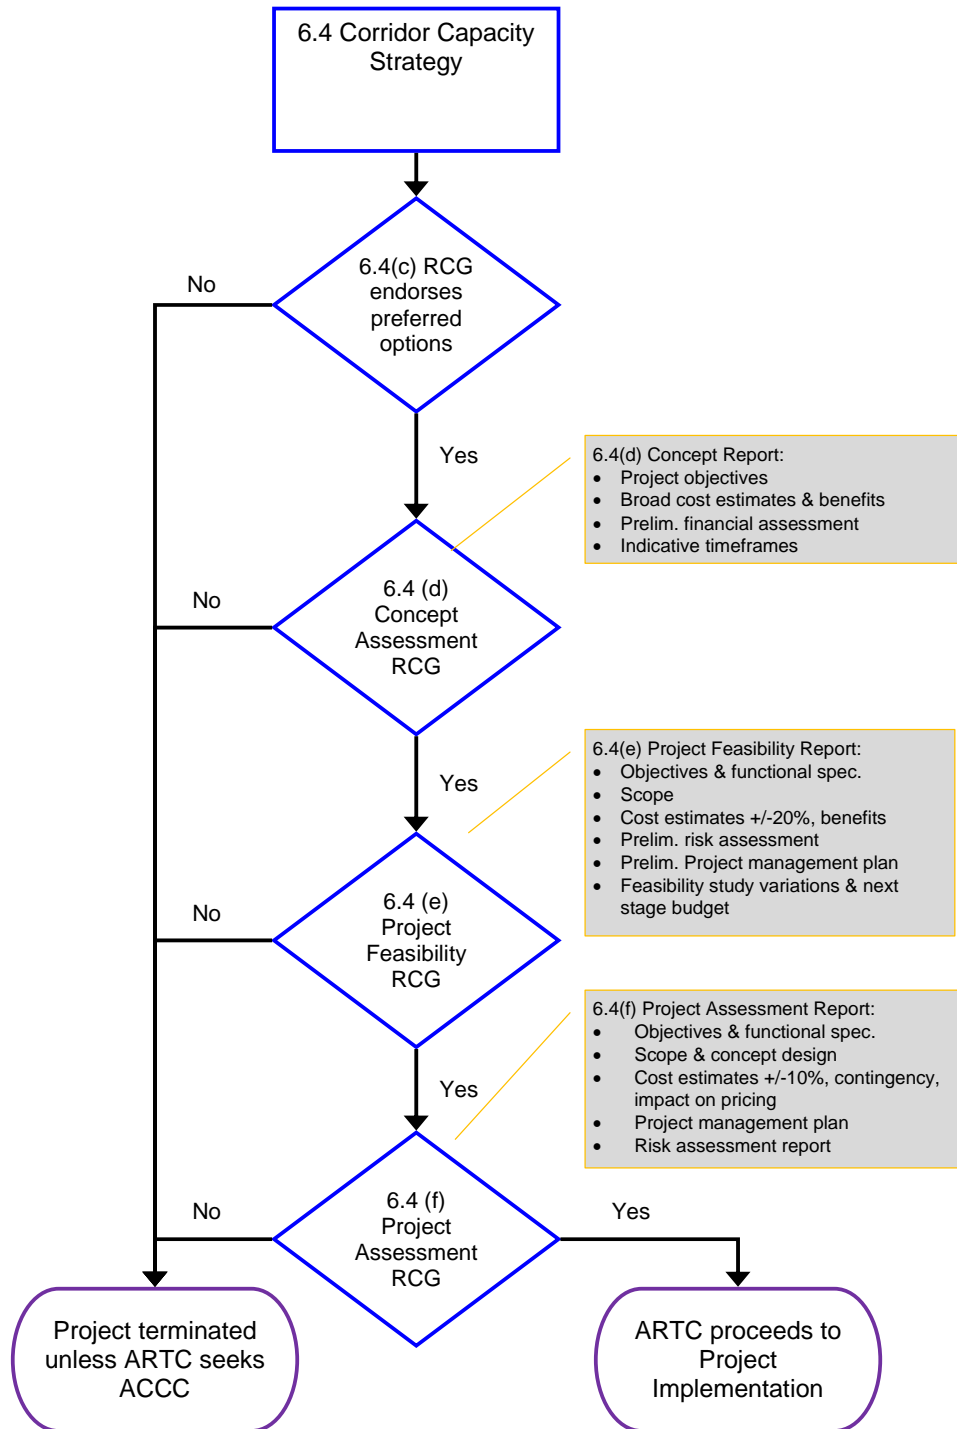 6.4 Corridor Capacity
Strategy
6.4(c) RCG
endorses
preferred
options
No
Yes
6.4(d) Concept Report:
• Project objectives
• Broad cost estimates & benefits
• Prelim. financial assessment
• Indicative timeframes
6.4 (d)
Concept
Assessment
RCG
No
Yes
6.4(e) Project Feasibility Report:
• Objectives & functional spec.
• Scope
• Cost estimates +/-20%, benefits
• Prelim. risk assessment
• Prelim. Project management plan
• Feasibility study variations & next
stage budget
6.4 (e)
Project
Feasibility
RCG
No
Yes
6.4(f) Project Assessment Report:
• Objectives & functional spec.
• Scope & concept design
• Cost estimates +/-10%, contingency,
impact on pricing
• Project management plan
• Risk assessment report
6.4 (f)
Project
Assessment
RCG
No
Yes
Project terminated
unless ARTC seeks
ACCC
ARTC proceeds to
Project
Implementation